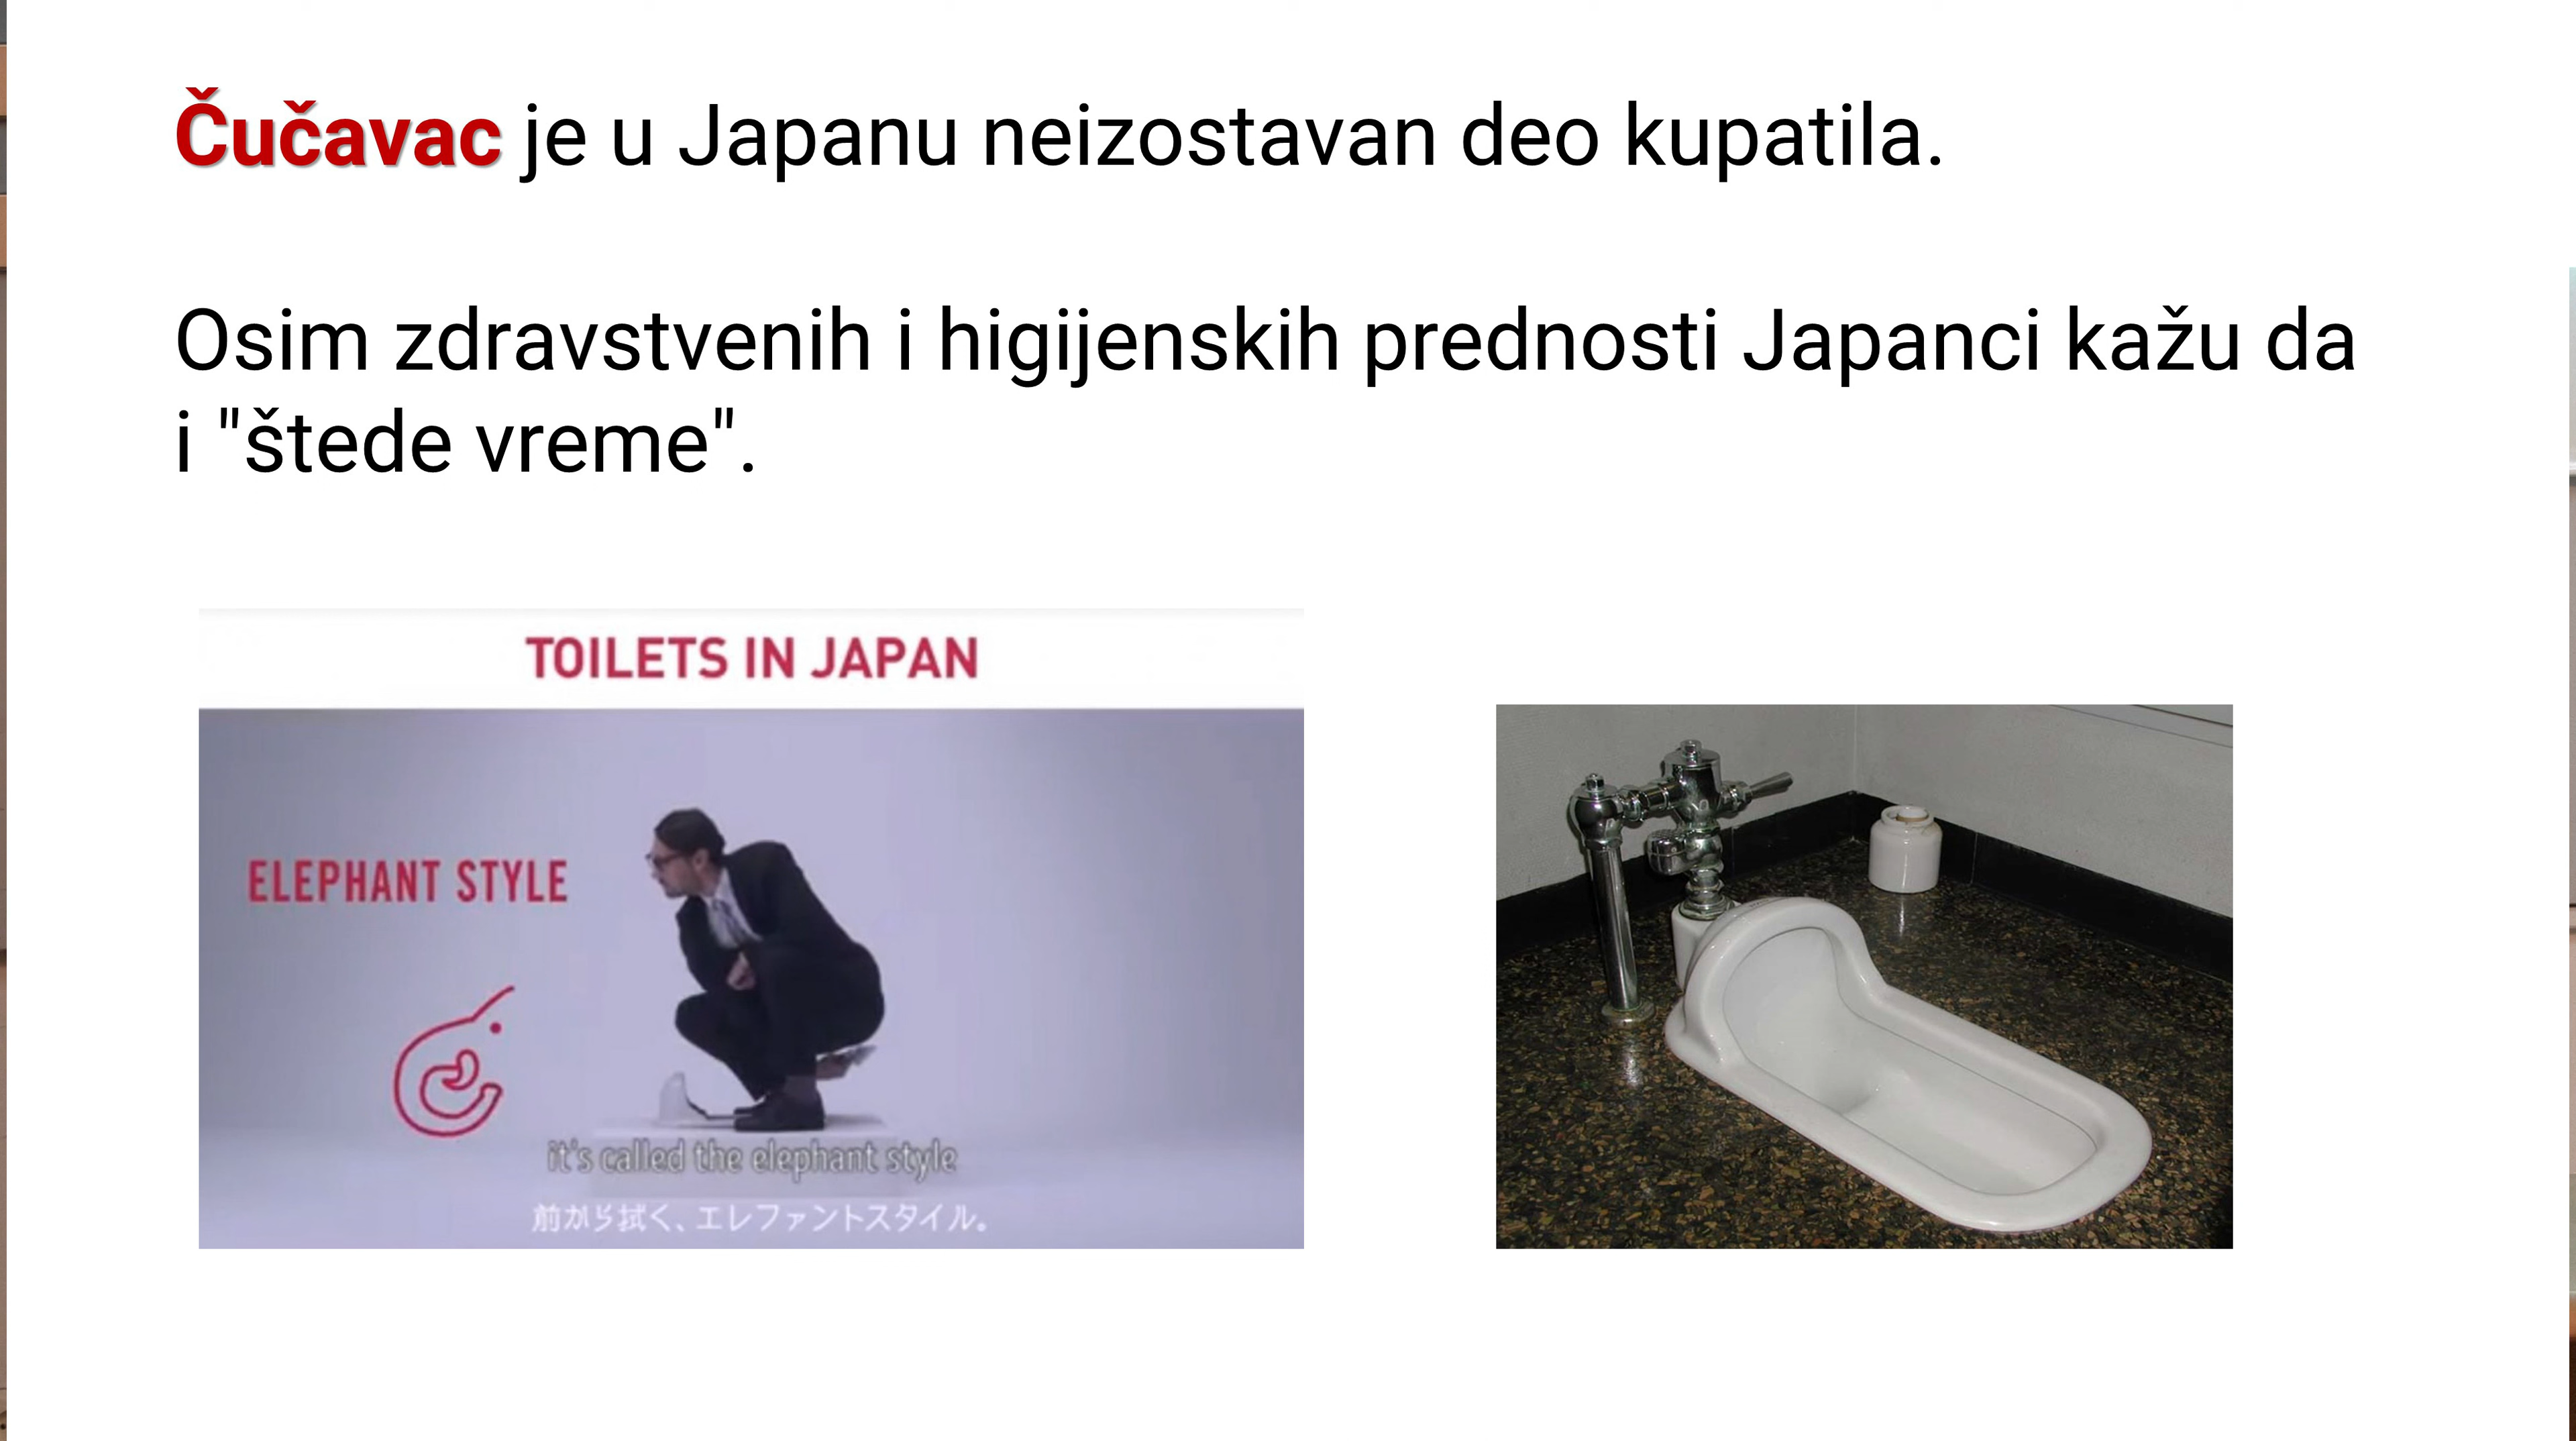 Čučavac je u Japanu neizostavan deo kupatila.
Osim zdravstvenih i higijenskih prednosti Japanci kažu da
i "štede vreme".
TOILETS IN JAPAN
ELEPHANT STYLE
it's called the elephant style
前から拭く、エレファントスタイル。